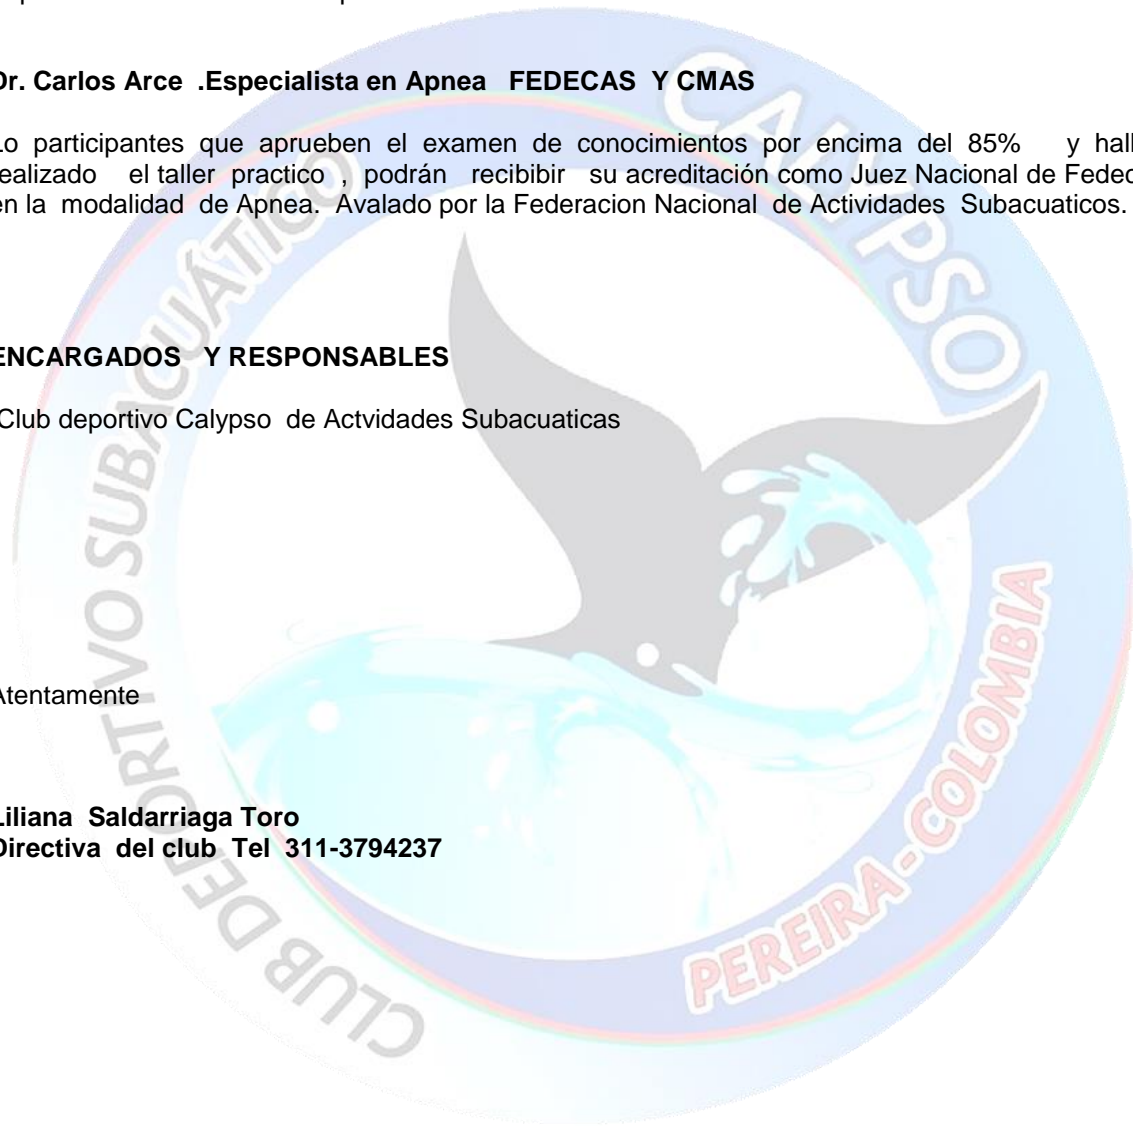 Dr. Carlos Arce .Especialista en Apnea FEDECAS Y CMAS
Lo participantes que aprueben el examen de conocimientos por encima del 85% y hall
realizado el taller practico , podrán recibibir su acreditación como Juez Nacional de Fedec
en la modalidad de Apnea. Avalado por la Federacion Nacional de Actividades Subacuaticos.
ENCARGADOS Y RESPONSABLES
Club deportivo Calypso de Actvidades Subacuaticas
Atentamente
Liliana Saldarriaga Toro
Directiva del club Tel 311-3794237
CLUB DEPORTIVO SUBACUÁTICO
CALYPSO
PEREIRA - COLOMBIA